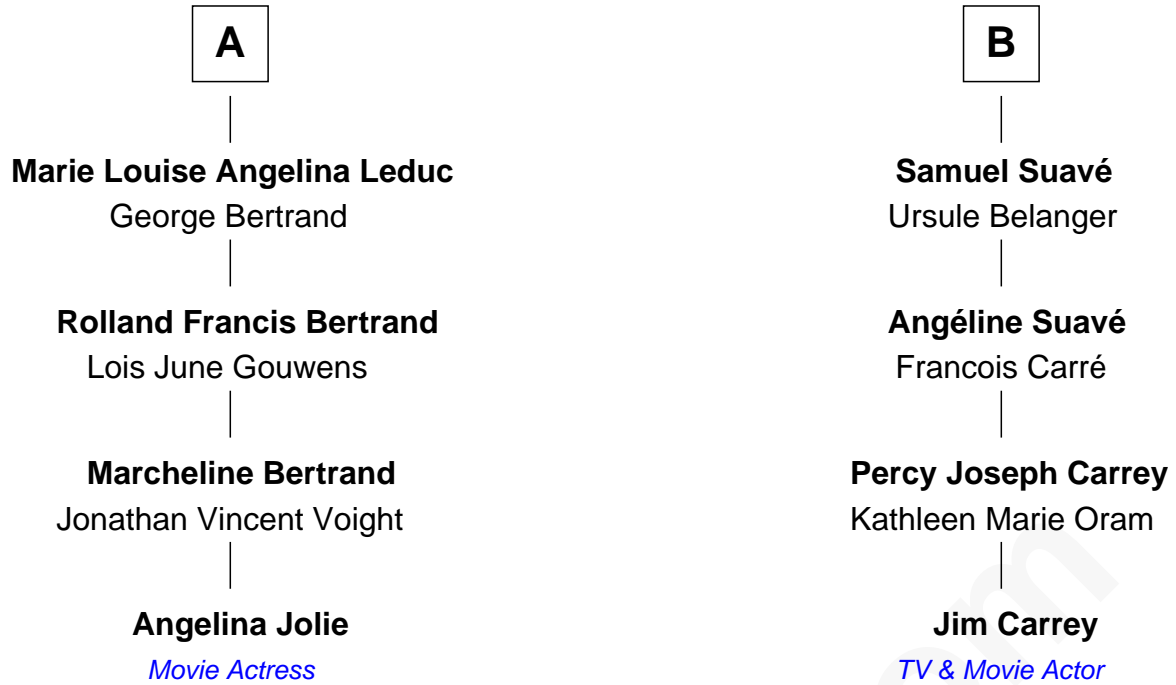 A
Marie Louise Angelina Leduc
George Bertrand
Rolland Francis Bertrand
Lois June Gouwens
Marcheline Bertrand
Jonathan Vincent Voight
Angelina Jolie
Movie Actress
B
Samuel Suavé
Ursule Belanger
Angéline Suavé
Francois Carré
Percy Joseph Carrey
Kathleen Marie Oram
Jim Carrey
TV & Movie Actor